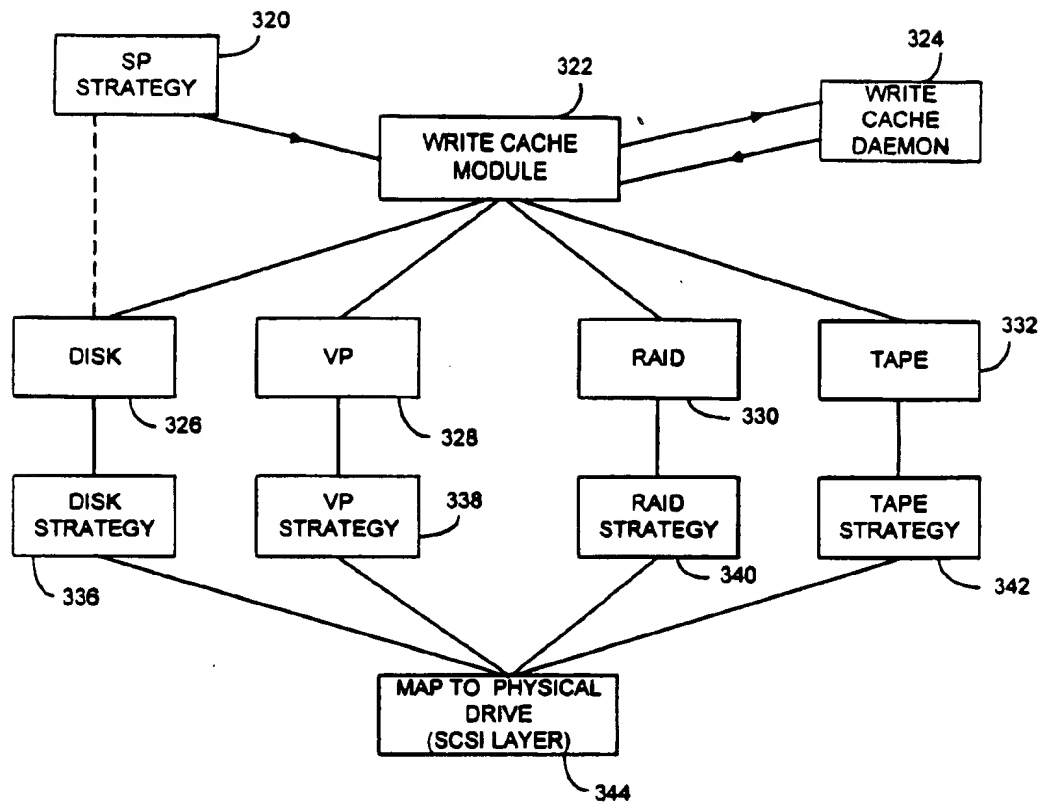 320
SP
STRATEGY
322
WRITE CACHE
MODULE
324
WRITE
CACHE
DAEMON
DISK
326
VP
328
RAID
330
TAPE
332
DISK
STRATEGY
336
VP
STRATEGY
338
RAID
STRATEGY
340
TAPE
STRATEGY
342
MAP TO PHYSICAL
DRIVE
(SCSI LAYER)
344